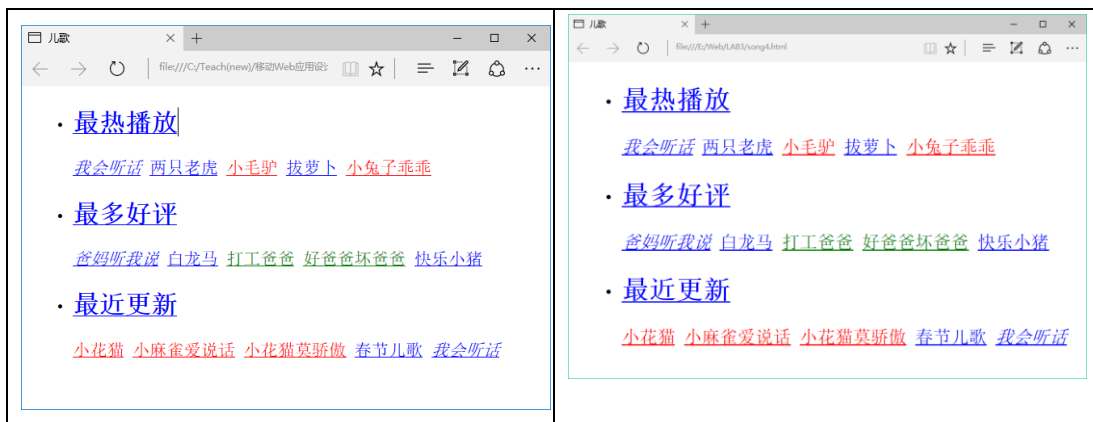 儿歌
file:///C:/Teach(new)/移动Web应用设计
最热播放
我会听话 两只老虎 小毛驴 拔萝卜 小兔子乖乖
最多好评
爸妈听我说 白龙马 打工爸爸 好爸爸坏爸爸 快乐小猪
最近更新
小花猫 小麻雀爱说话 小花猫莫骄傲 春节儿歌 我会听话
儿歌
file:///E:/Web/LAB3/song4.html
最热播放
我会听话 两只老虎 小毛驴 拔萝卜 小兔子乖乖
最多好评
爸妈听我说 白龙马 打工爸爸 好爸爸坏爸爸 快乐小猪
最近更新
小花猫 小麻雀爱说话 小花猫莫骄傲 春节儿歌 我会听话